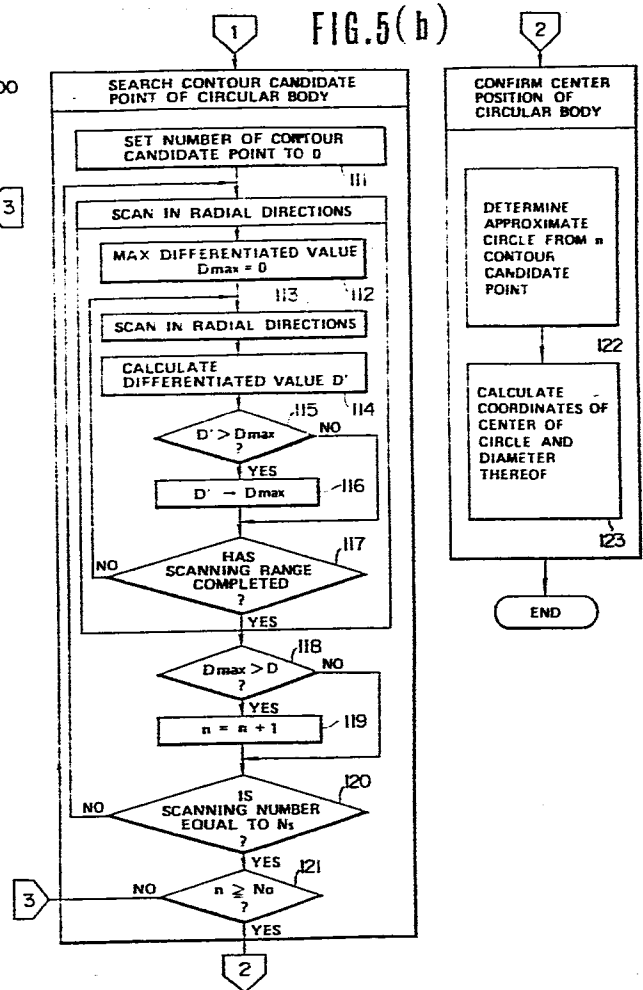 FIG.5(b)
00
3
1
SEARCH CONTOUR CANDIDATE
POINT OF CIRCULAR BODY
SET NUMBER OF CONTOUR
CANDIDATE POINT TO 0
111
SCAN IN RADIAL DIRECTIONS
MAX DIFFERENTIATED VALUE
Dmax = 0
112
113
SCAN IN RADIAL DIRECTIONS
CALCULATE
DIFFERENTIATED VALUE D'
114
115
D' > Dmax
?
NO
YES
D' → Dmax
116
117
HAS
SCANNING RANGE
COMPLETED
?
NO
YES
118
Dmax > D
?
NO
YES
n = n + 1
119
120
IS
SCANNING NUMBER
EQUAL TO Ns
?
NO
YES
121
n ≧ Na
?
NO
3
YES
2
2
CONFIRM CENTER
POSITION OF
CIRCULAR BODY
DETERMINE
APPROXIMATE
CIRCLE FROM n
CONTOUR
CANDIDATE
POINT
122
CALCULATE
COORDINATES OF
CENTER OF
CIRCLE AND
DIAMETER
THEREOF
123
END